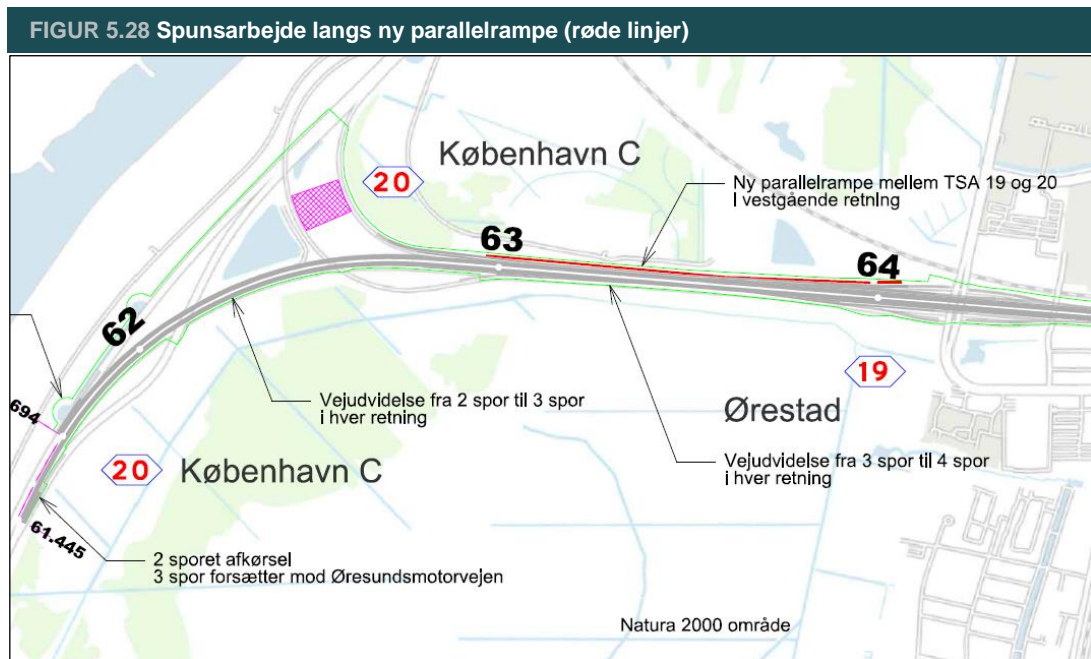 FIGUR 5.28 Spunsarbejde langs ny parallelrampe (røde linjer)
København C
20
Ny parallelrampe mellem TSA 19 og 20
I vestgående retning
63
64
62
19
694
Vejudvidelse fra 2 spor til 3 spor
i hver retning
Ørestad
20
København C
Vejudvidelse fra 3 spor til 4 spor
i hver retning
61.445
2 sporet afkørsel
3 spor forsætter mod Øresundsmotorvejen
Natura 2000 område